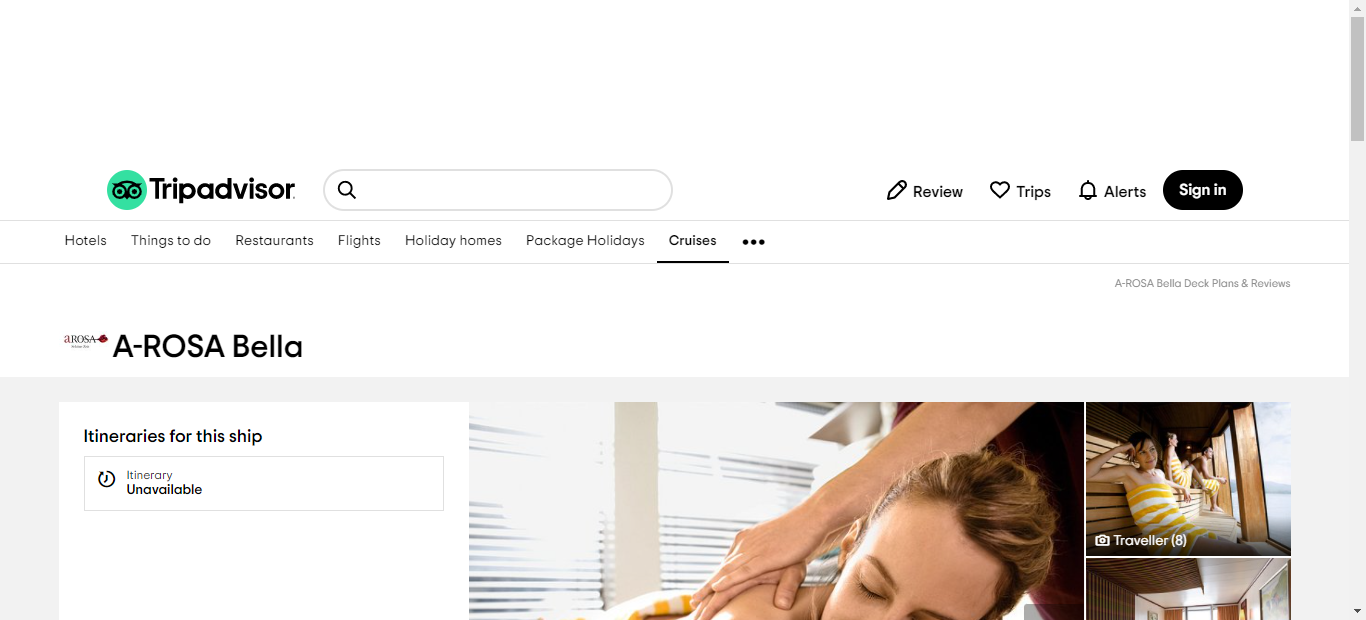 Tripadvisor
Review
Trips
Alerts
Sign in
Hotels
Things to do
Restaurants
Flights
Holiday homes
Package Holidays
Cruises
A-ROSA Bella Deck Plans & Reviews
aROSA
A-ROSA Bella
Itineraries for this ship
Itinerary
Unavailable
Traveller (8)